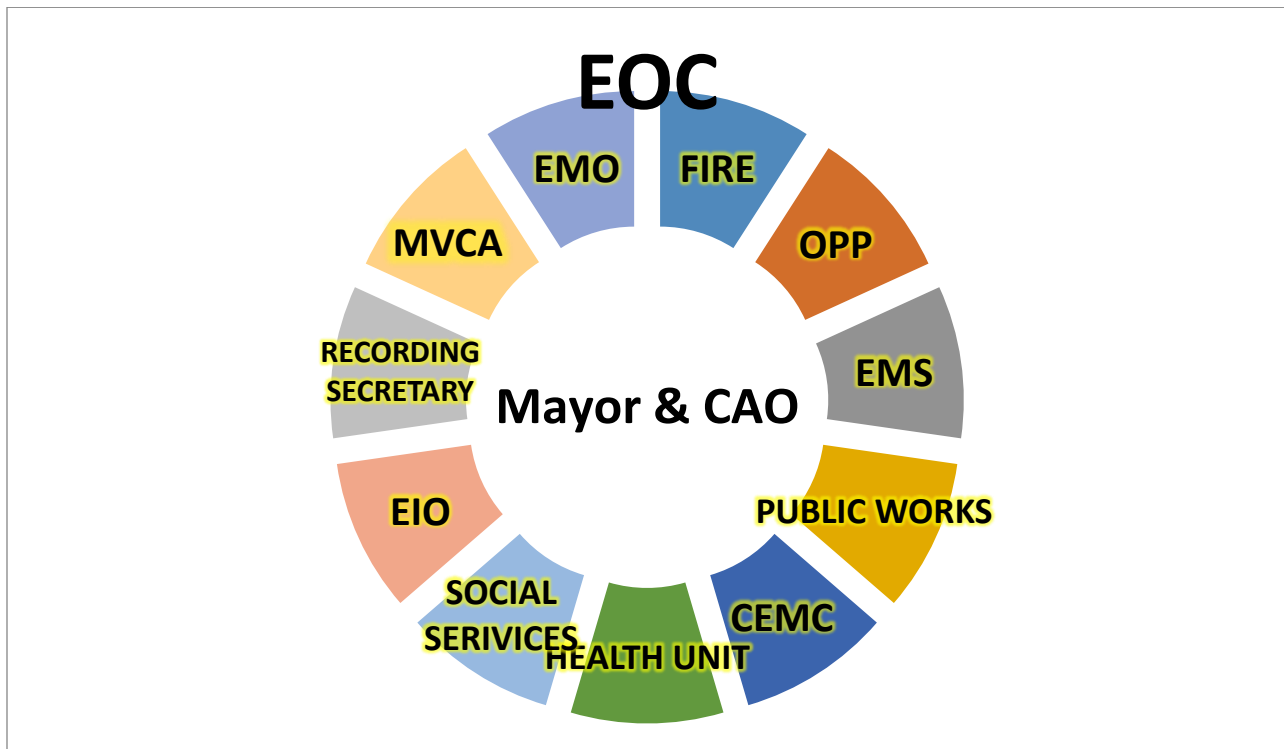 EOC
EMO
FIRE
MVCA
OPP
RECORDING
SECRETARY
EMS
Mayor & CAO
EIO
PUBLIC WORKS
SOCIAL
SERIVICES
CEMC
HEALTH UNIT